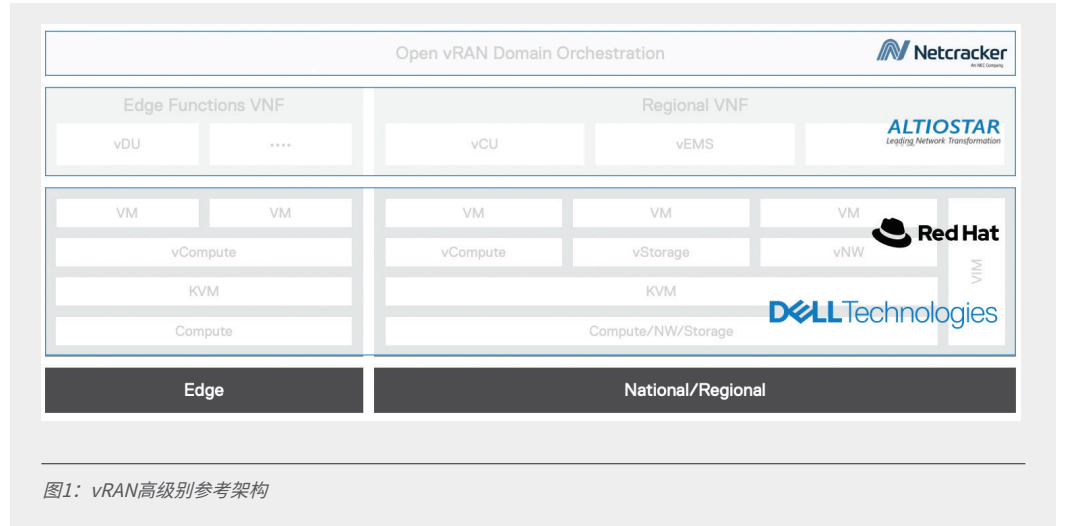 Open vRAN Domain Orchestration
Netcracker
An NEC Company
Edge Functions VNF
Regional VNF
ALTIOSTAR
Leading Network Transformation
vDU
....
vCU
vEMS
VM
VM
VM
VM
VM
Red Hat
vCompute
vCompute
vStorage
vNW
VIM
KVM
KVM
DELLTechnologies
Compute
Compute/NW/Storage
Edge
National/Regional
图1：vRAN高级别参考架构